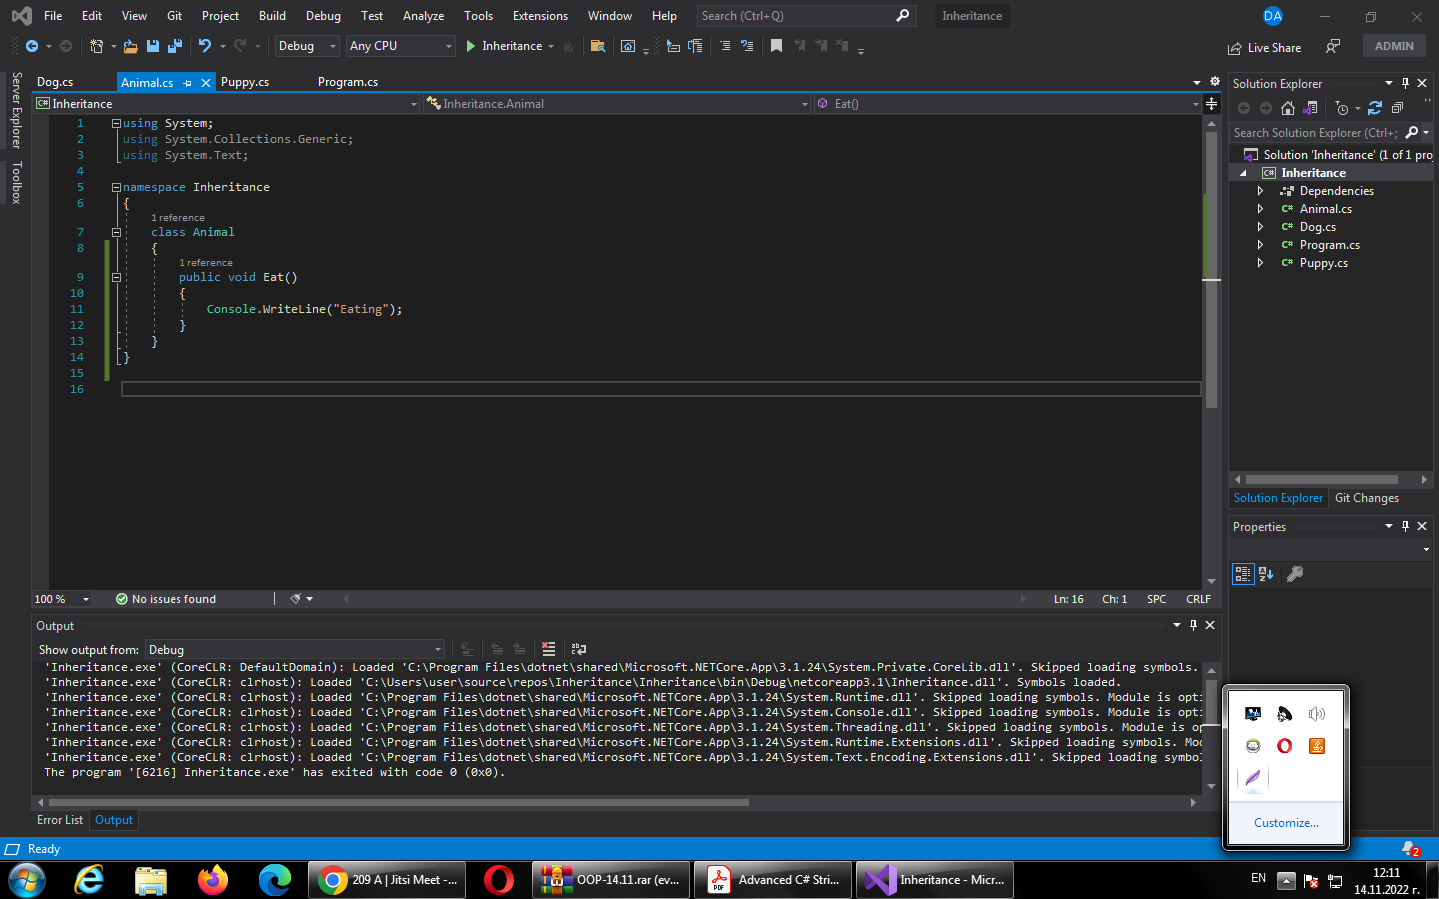 File Edit View Git Project Build Debug Test Analyze Tools Extensions Window Help Search (Ctrl+Q) Inheritance DA
Debug Any CPU Inheritance Live Share ADMIN
Server Explorer
Toolbox
Dog.cs Animal.cs Puppy.cs Program.cs
C# Inheritance Inheritance.Animal Eat()
1 using System;
2 using System.Collections.Generic;
3 using System.Text;
4
5 namespace Inheritance
6 {
1 reference
7 class Animal
8 {
1 reference
9 public void Eat()
10 {
11 Console.WriteLine("Eating");
12 }
13 }
14 }
15
16
100 % No issues found Ln: 16 Ch: 1 SPC CRLF
Solution Explorer
Search Solution Explorer (Ctrl+;
Solution 'Inheritance' (1 of 1 pro
C# Inheritance
Dependencies
C# Animal.cs
C# Dog.cs
C# Program.cs
C# Puppy.cs
Solution Explorer Git Changes
Properties
Output
Show output from: Debug
'Inheritance.exe' (CoreCLR: DefaultDomain): Loaded 'C:\Program Files\dotnet\shared\Microsoft.NETCore.App\3.1.24\System.Private.CoreLib.dll'. Skipped loading symbols.
'Inheritance.exe' (CoreCLR: clrhost): Loaded 'C:\Users\user\source\repos\Inheritance\Inheritance\bin\Debug\netcoreapp3.1\Inheritance.dll'. Symbols loaded.
'Inheritance.exe' (CoreCLR: clrhost): Loaded 'C:\Program Files\dotnet\shared\Microsoft.NETCore.App\3.1.24\System.Runtime.dll'. Skipped loading symbols. Module is opti
'Inheritance.exe' (CoreCLR: clrhost): Loaded 'C:\Program Files\dotnet\shared\Microsoft.NETCore.App\3.1.24\System.Console.dll'. Skipped loading symbols. Module is opti
'Inheritance.exe' (CoreCLR: clrhost): Loaded 'C:\Program Files\dotnet\shared\Microsoft.NETCore.App\3.1.24\System.Threading.dll'. Skipped loading symbols. Module is op
'Inheritance.exe' (CoreCLR: clrhost): Loaded 'C:\Program Files\dotnet\shared\Microsoft.NETCore.App\3.1.24\System.Runtime.Extensions.dll'. Skipped loading symbols. Mod
'Inheritance.exe' (CoreCLR: clrhost): Loaded 'C:\Program Files\dotnet\shared\Microsoft.NETCore.App\3.1.24\System.Text.Encoding.Extensions.dll'. Skipped loading symbo
The program '[6216] Inheritance.exe' has exited with code 0 (0x0).
Error List Output
Customize...
Ready 2
209 A | Jitsi Meet -... OOP-14.11.rar (ev... PDF Advanced C# Stri... Inheritance - Micr... EN 12:11
14.11.2022 г.